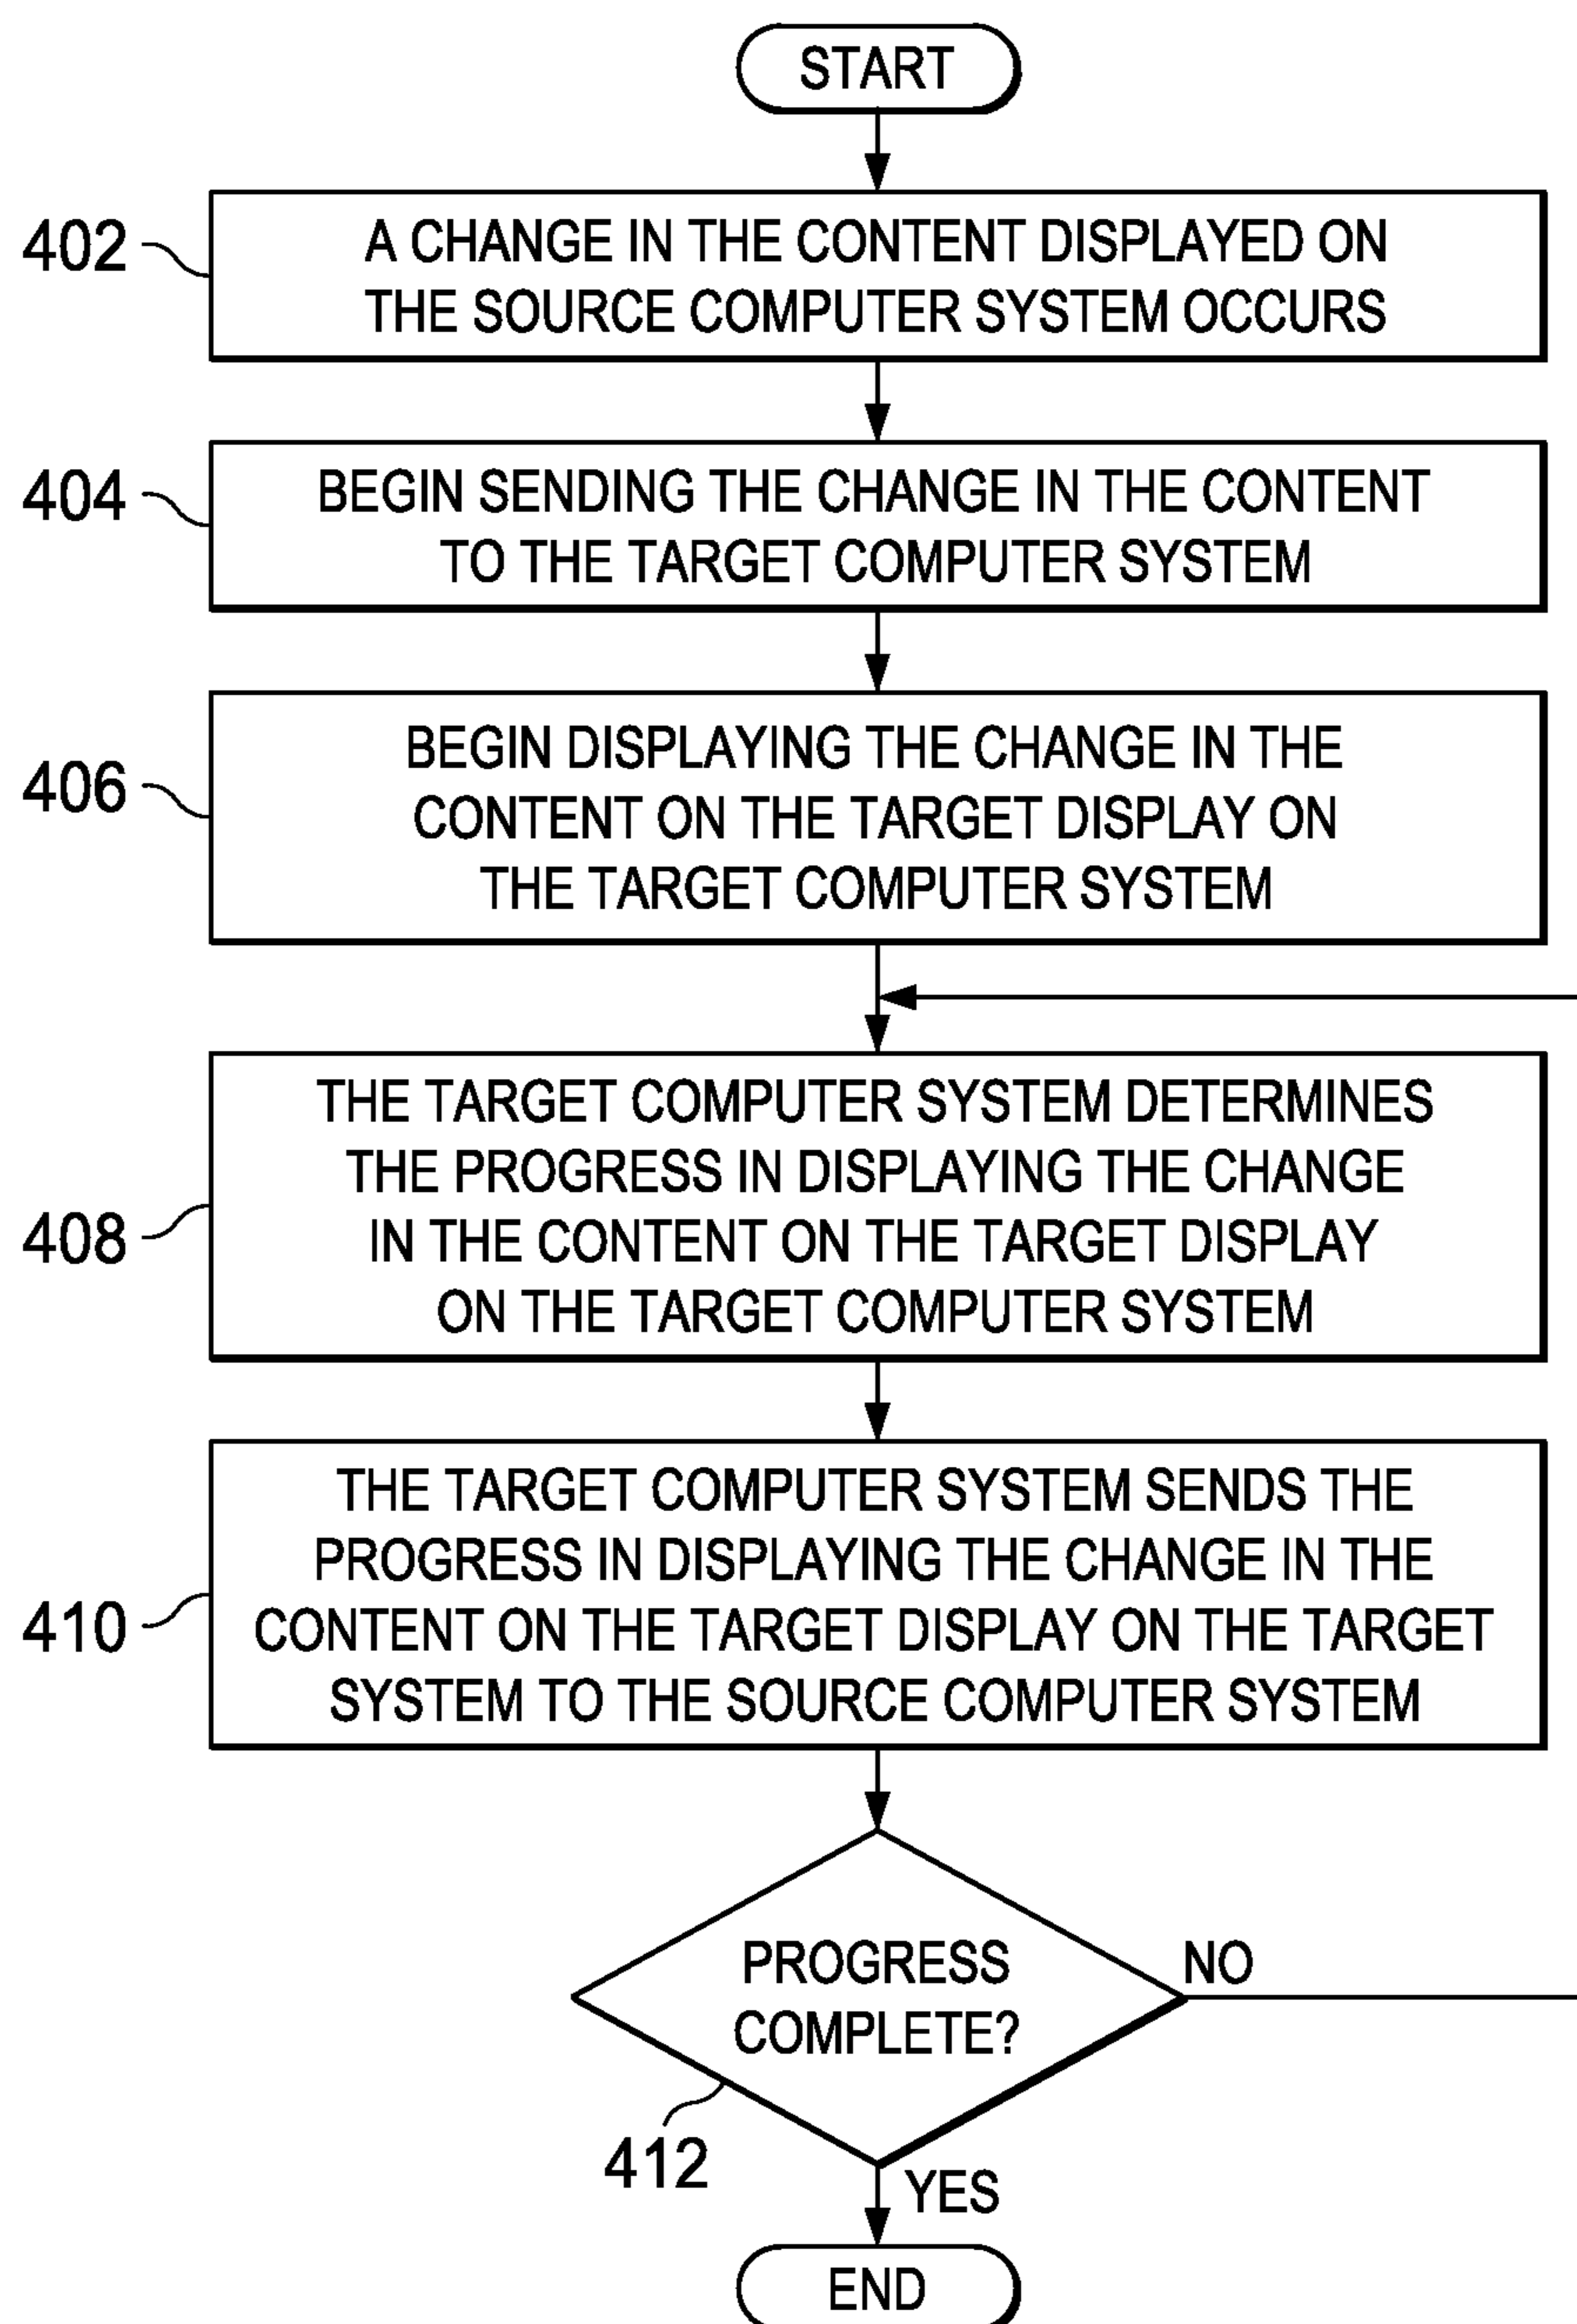 START
402
A CHANGE IN THE CONTENT DISPLAYED ON
THE SOURCE COMPUTER SYSTEM OCCURS
404
BEGIN SENDING THE CHANGE IN THE CONTENT
TO THE TARGET COMPUTER SYSTEM
406
BEGIN DISPLAYING THE CHANGE IN THE
CONTENT ON THE TARGET DISPLAY ON
THE TARGET COMPUTER SYSTEM
408
THE TARGET COMPUTER SYSTEM DETERMINES
THE PROGRESS IN DISPLAYING THE CHANGE
IN THE CONTENT ON THE TARGET DISPLAY
ON THE TARGET COMPUTER SYSTEM
410
THE TARGET COMPUTER SYSTEM SENDS THE
PROGRESS IN DISPLAYING THE CHANGE IN THE
CONTENT ON THE TARGET DISPLAY ON THE TARGET
SYSTEM TO THE SOURCE COMPUTER SYSTEM
PROGRESS
COMPLETE?
NO
412
YES
END